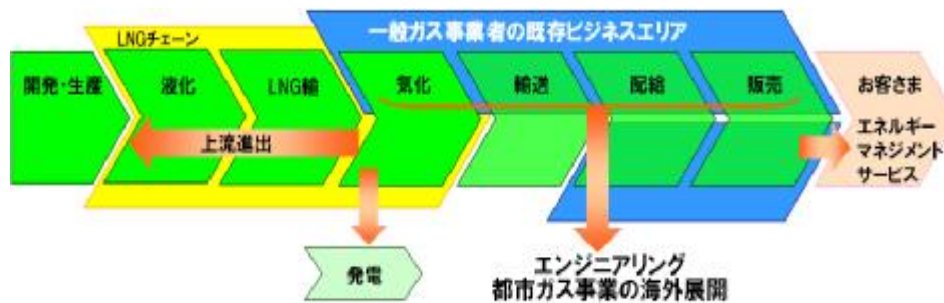 LNGチェーン
一般ガス事業者の既存ビジネスエリア
開発・生産
液化
LNG輸
気化
輸送
配給
販売
お客さま
上流進出
エネルギー
マネジメント
サービス
発電
エンジニアリング
都市ガス事業の海外展開